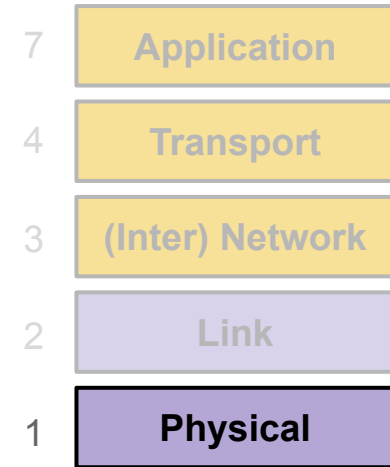 7 Application
4 Transport
3 (Inter) Network
2 Link
1 Physical